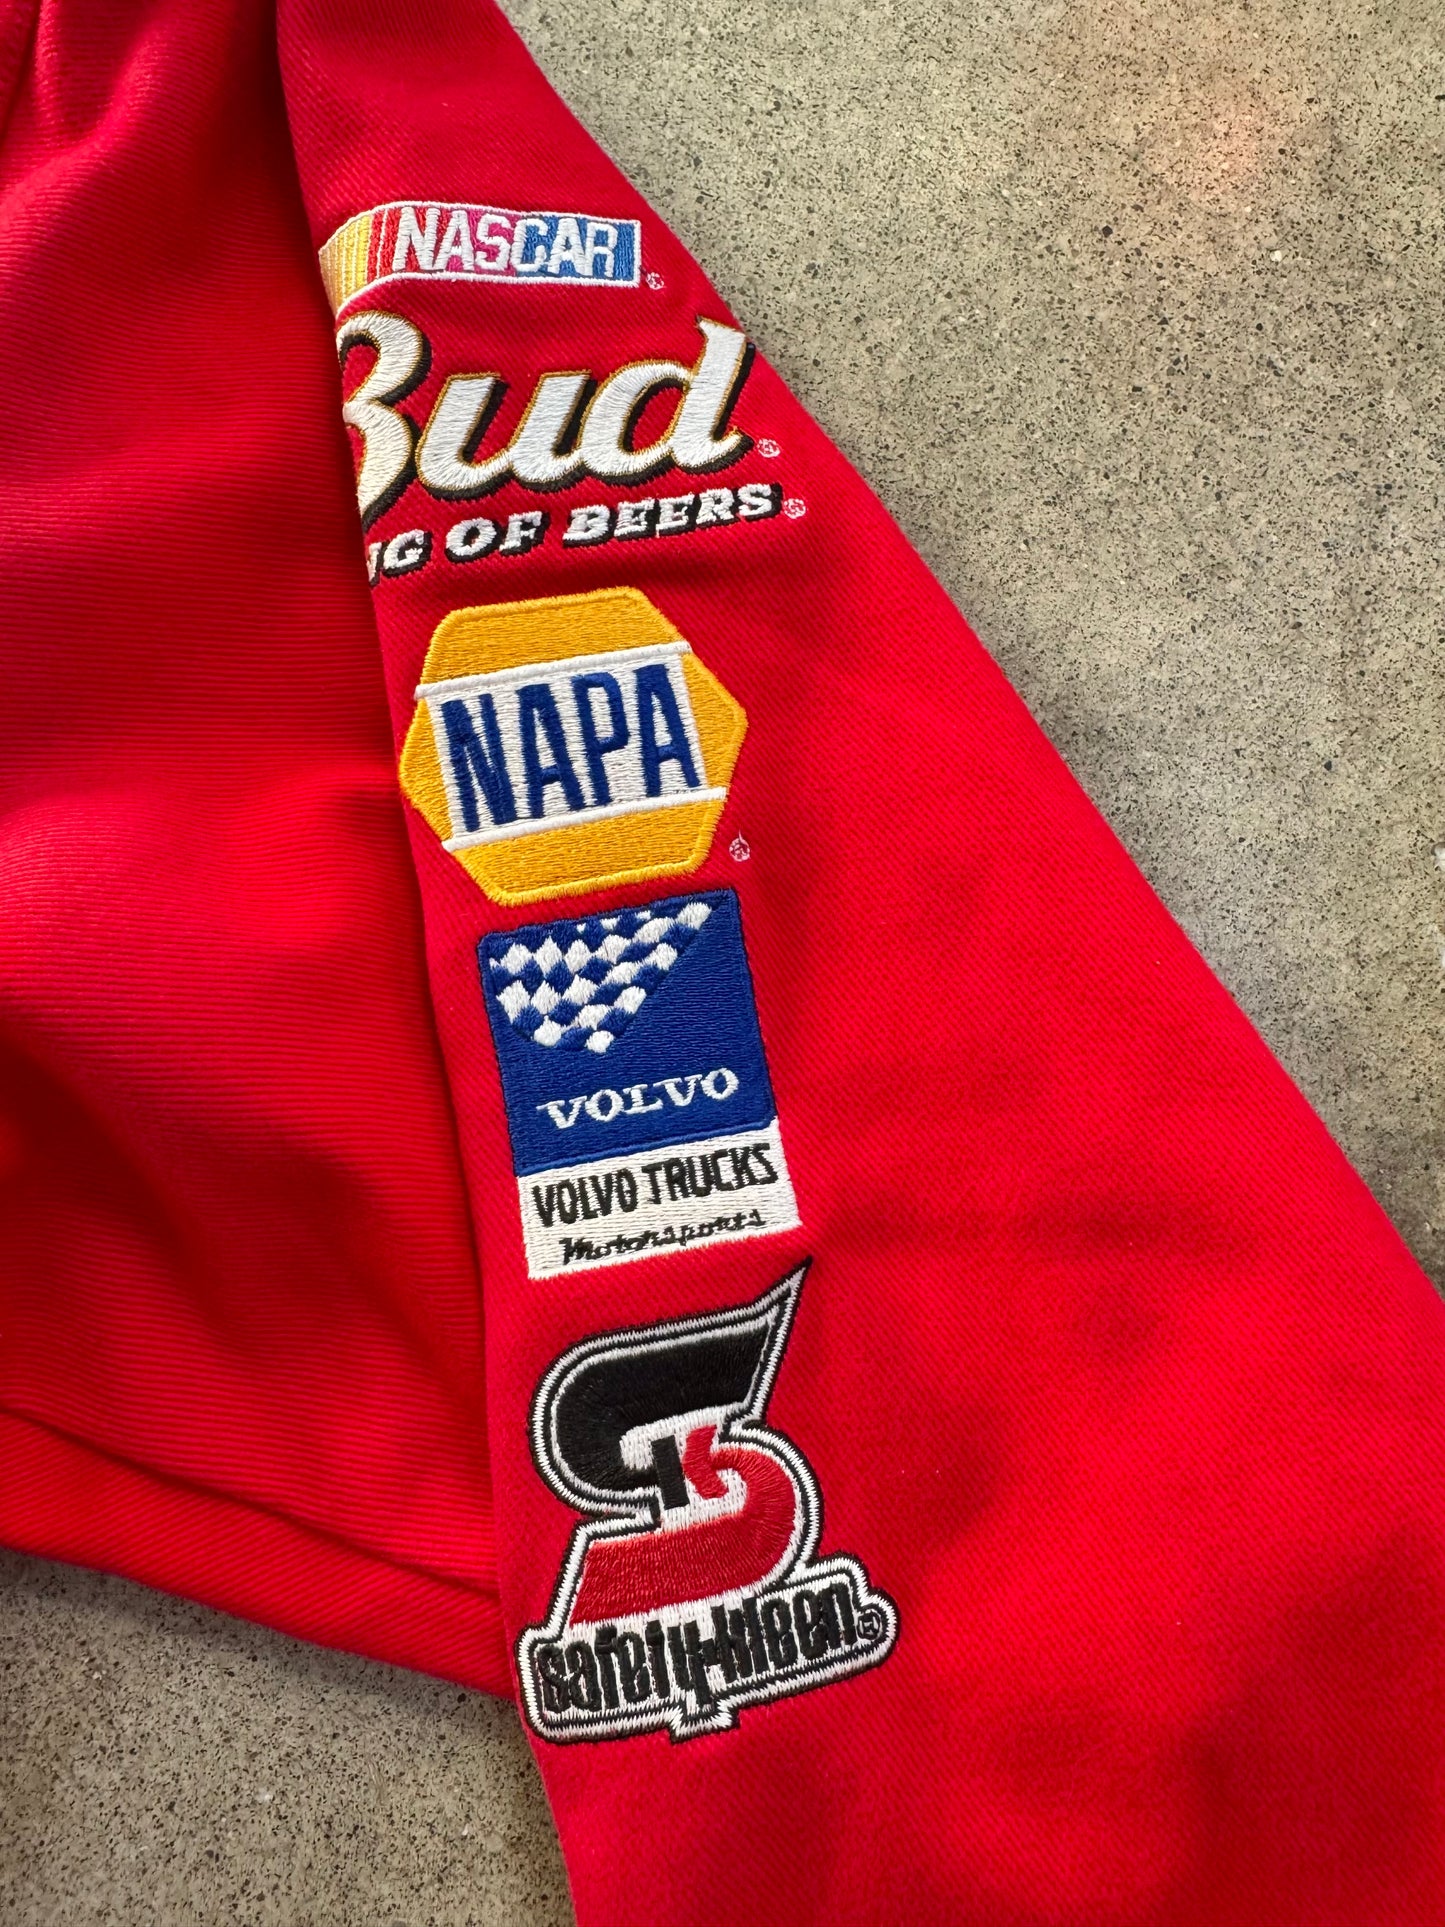 NASCAR
Bud
NG OF BEERS
NAPA
VOLVO
VOLVO TRUCKS
Motorsports
safety-kleen